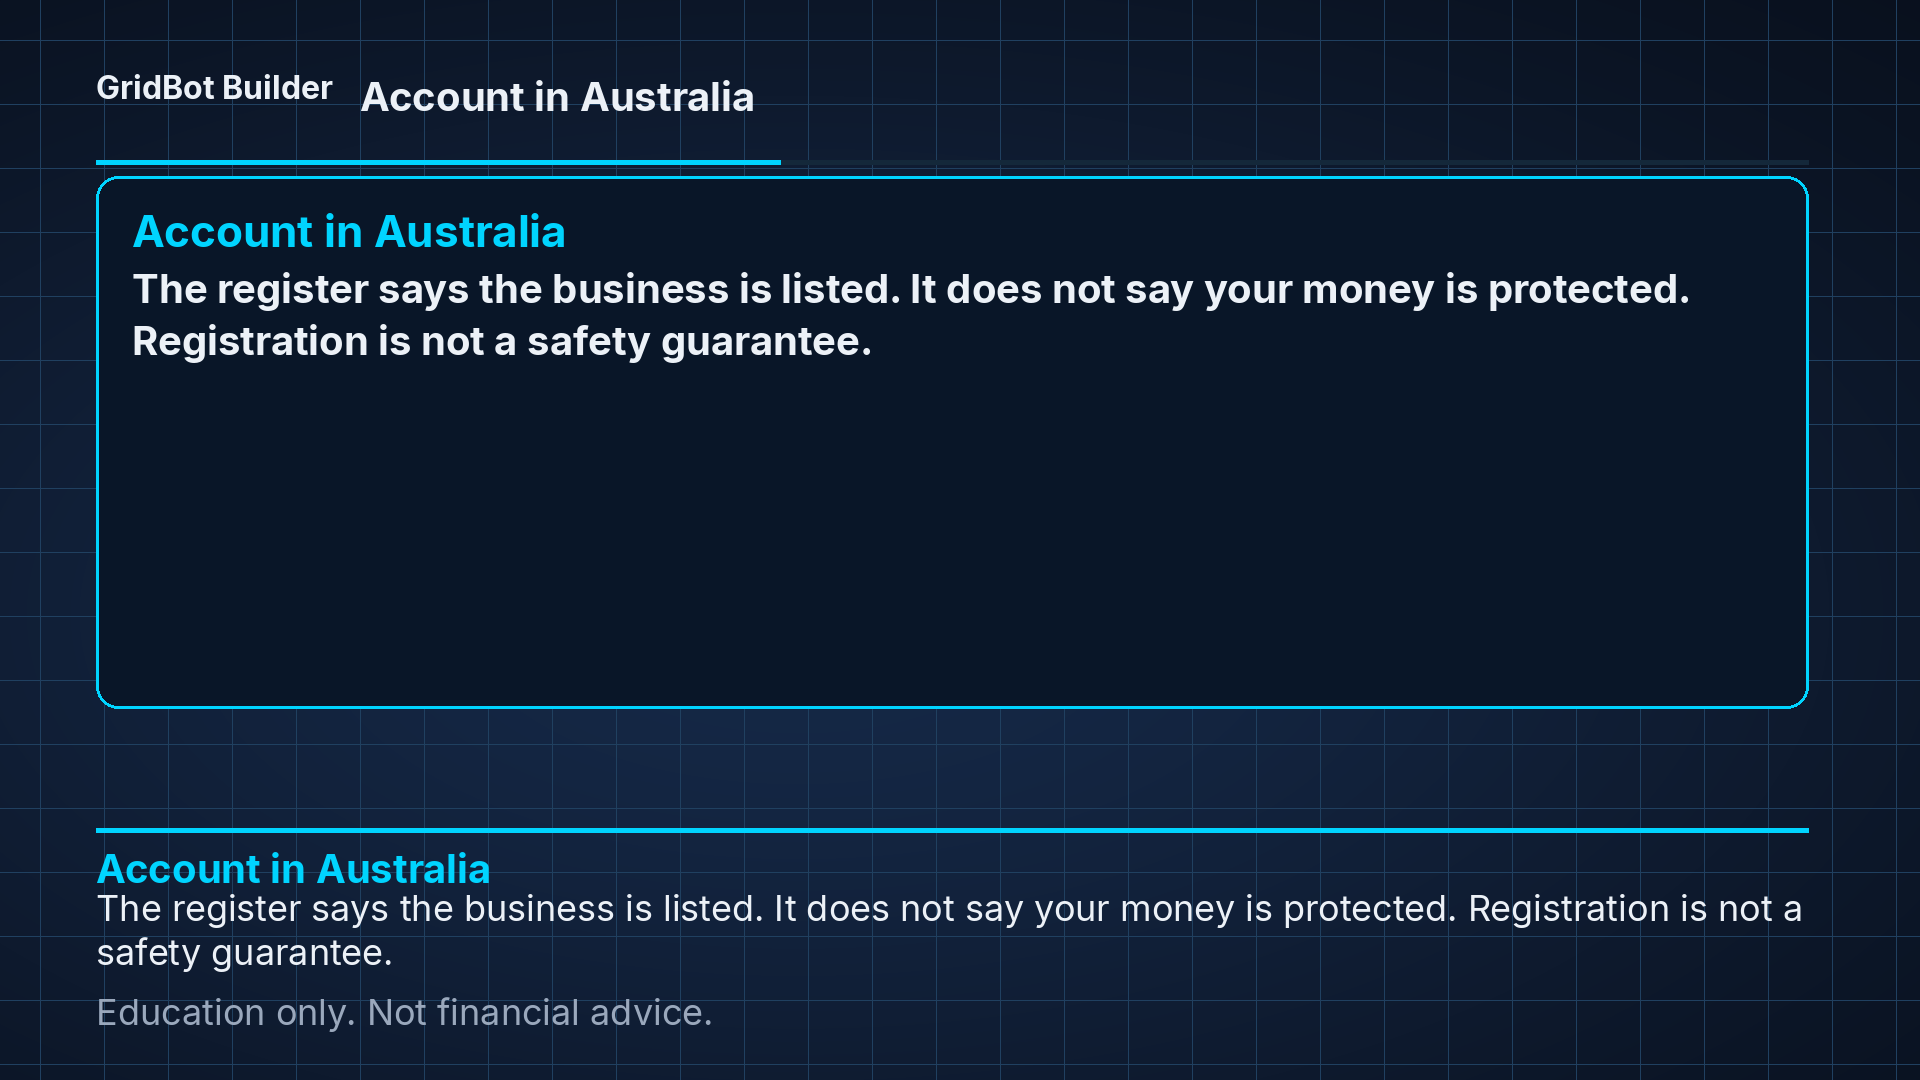 GridBot Builder
Account in Australia
Account in Australia
The register says the business is listed. It does not say your money is protected.
Registration is not a safety guarantee.
Account in Australia
The register says the business is listed. It does not say your money is protected. Registration is not a
safety guarantee.
Education only. Not financial advice.